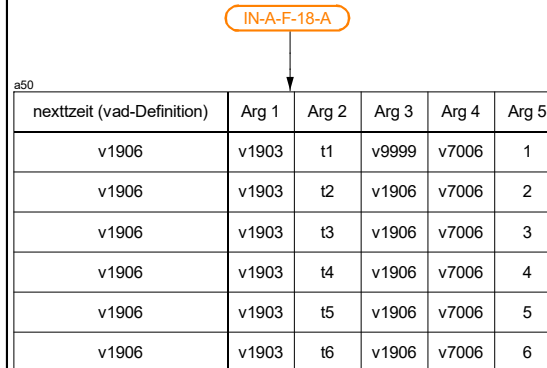 IN-A-F-18-A
a50
nexttzeit (vad-Definition) Arg 1 Arg 2 Arg 3 Arg 4 Arg 5
v1906 v1903 t1 v9999 v7006 1
v1906 v1903 t2 v1906 v7006 2
v1906 v1903 t3 v1906 v7006 3
v1906 v1903 t4 v1906 v7006 4
v1906 v1903 t5 v1906 v7006 5
v1906 v1903 t6 v1906 v7006 6